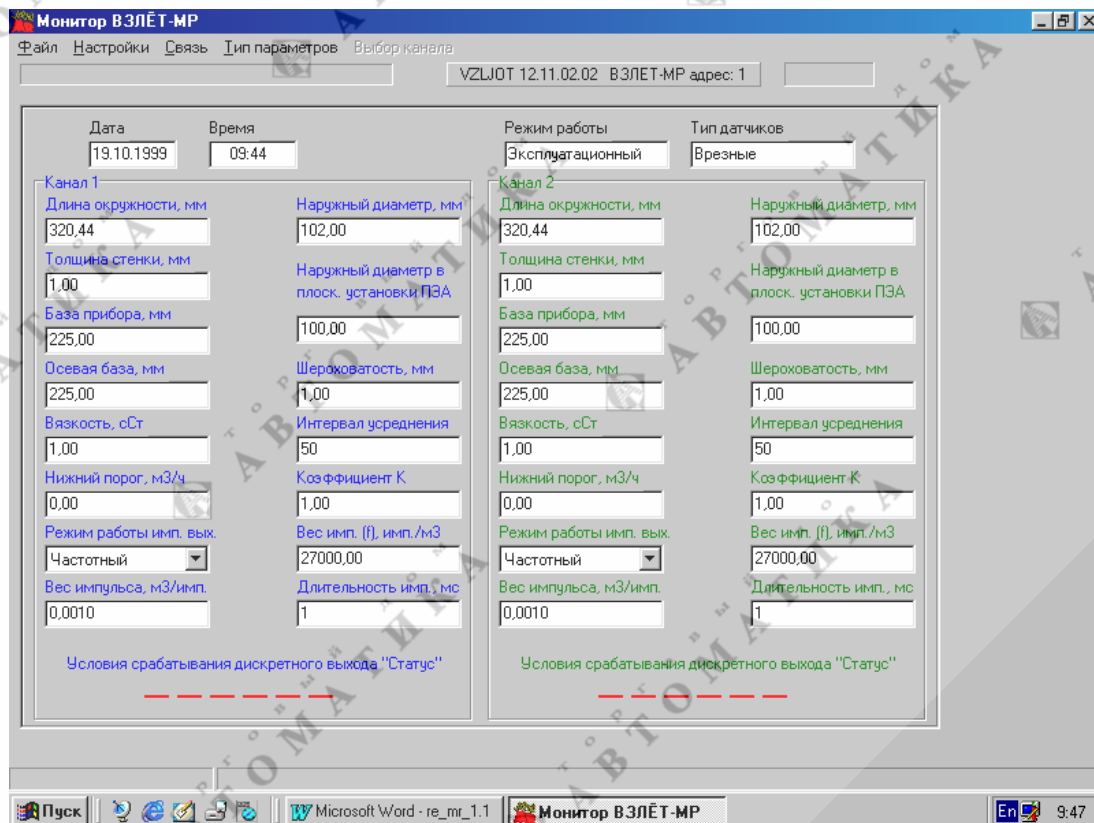 Монитор ВЗЛЁТ-МР
Файл Настройки Связь Тип параметров Выбор канала
VZLJOT 12.11.02.02 ВЗЛЕТ-МР адрес: 1
Дата Время Режим работы Тип датчиков
19.10.1999 09:44 Эксплуатационный Врезные
Канал 1
Длина окружности, мм Наружный диаметр, мм
320,44 102,00
Толщина стенки, мм Наружный диаметр в
1,00 плоск. установки ПЭА
База прибора, мм
225,00 100,00
Осевая база, мм Шероховатость, мм
225,00 1,00
Вязкость, сСт Интервал усреднения
1,00 50
Нижний порог, м3/ч Коэффициент К
0,00 1,00
Режим работы имп. вых. Вес имп. (f), имп./м3
Частотный 27000,00
Вес импульса, м3/имп. Длительность имп., мс
0,0010 1
Условия срабатывания дискретного выхода "Статус"
Канал 2
Длина окружности, мм Наружный диаметр, мм
320,44 102,00
Толщина стенки, мм Наружный диаметр в
1,00 плоск. установки ПЭА
База прибора, мм
225,00 100,00
Осевая база, мм Шероховатость, мм
225,00 1,00
Вязкость, сСт Интервал усреднения
1,00 50
Нижний порог, м3/ч Коэффициент К
0,00 1,00
Режим работы имп. вых. Вес имп. (f), имп./м3
Частотный 27000,00
Вес импульса, м3/имп. Длительность имп., мс
0,0010 1
Условия срабатывания дискретного выхода "Статус"
Пуск Microsoft Word - re_mr_1.1 Монитор ВЗЛЁТ-МР En 9:47
торговый дом
АВТОМАТИКА